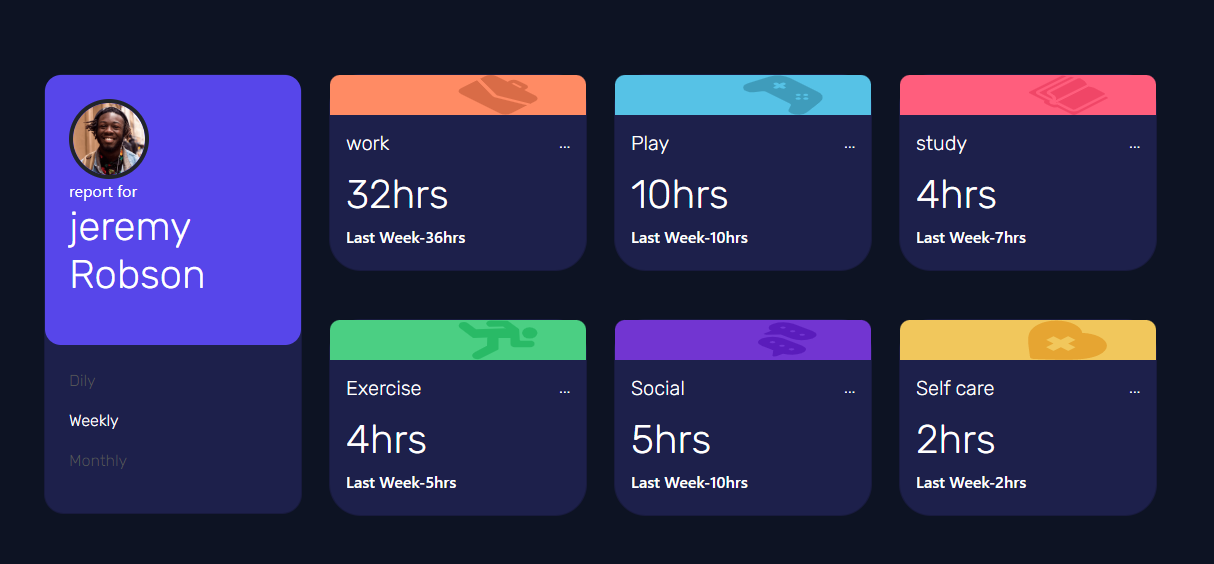 report for
jeremy
Robson
Dily
Weekly
Monthly
work ...
32hrs
Last Week-36hrs
Play ...
10hrs
Last Week-10hrs
study ...
4hrs
Last Week-7hrs
Exercise ...
4hrs
Last Week-5hrs
Social ...
5hrs
Last Week-10hrs
Self care ...
2hrs
Last Week-2hrs